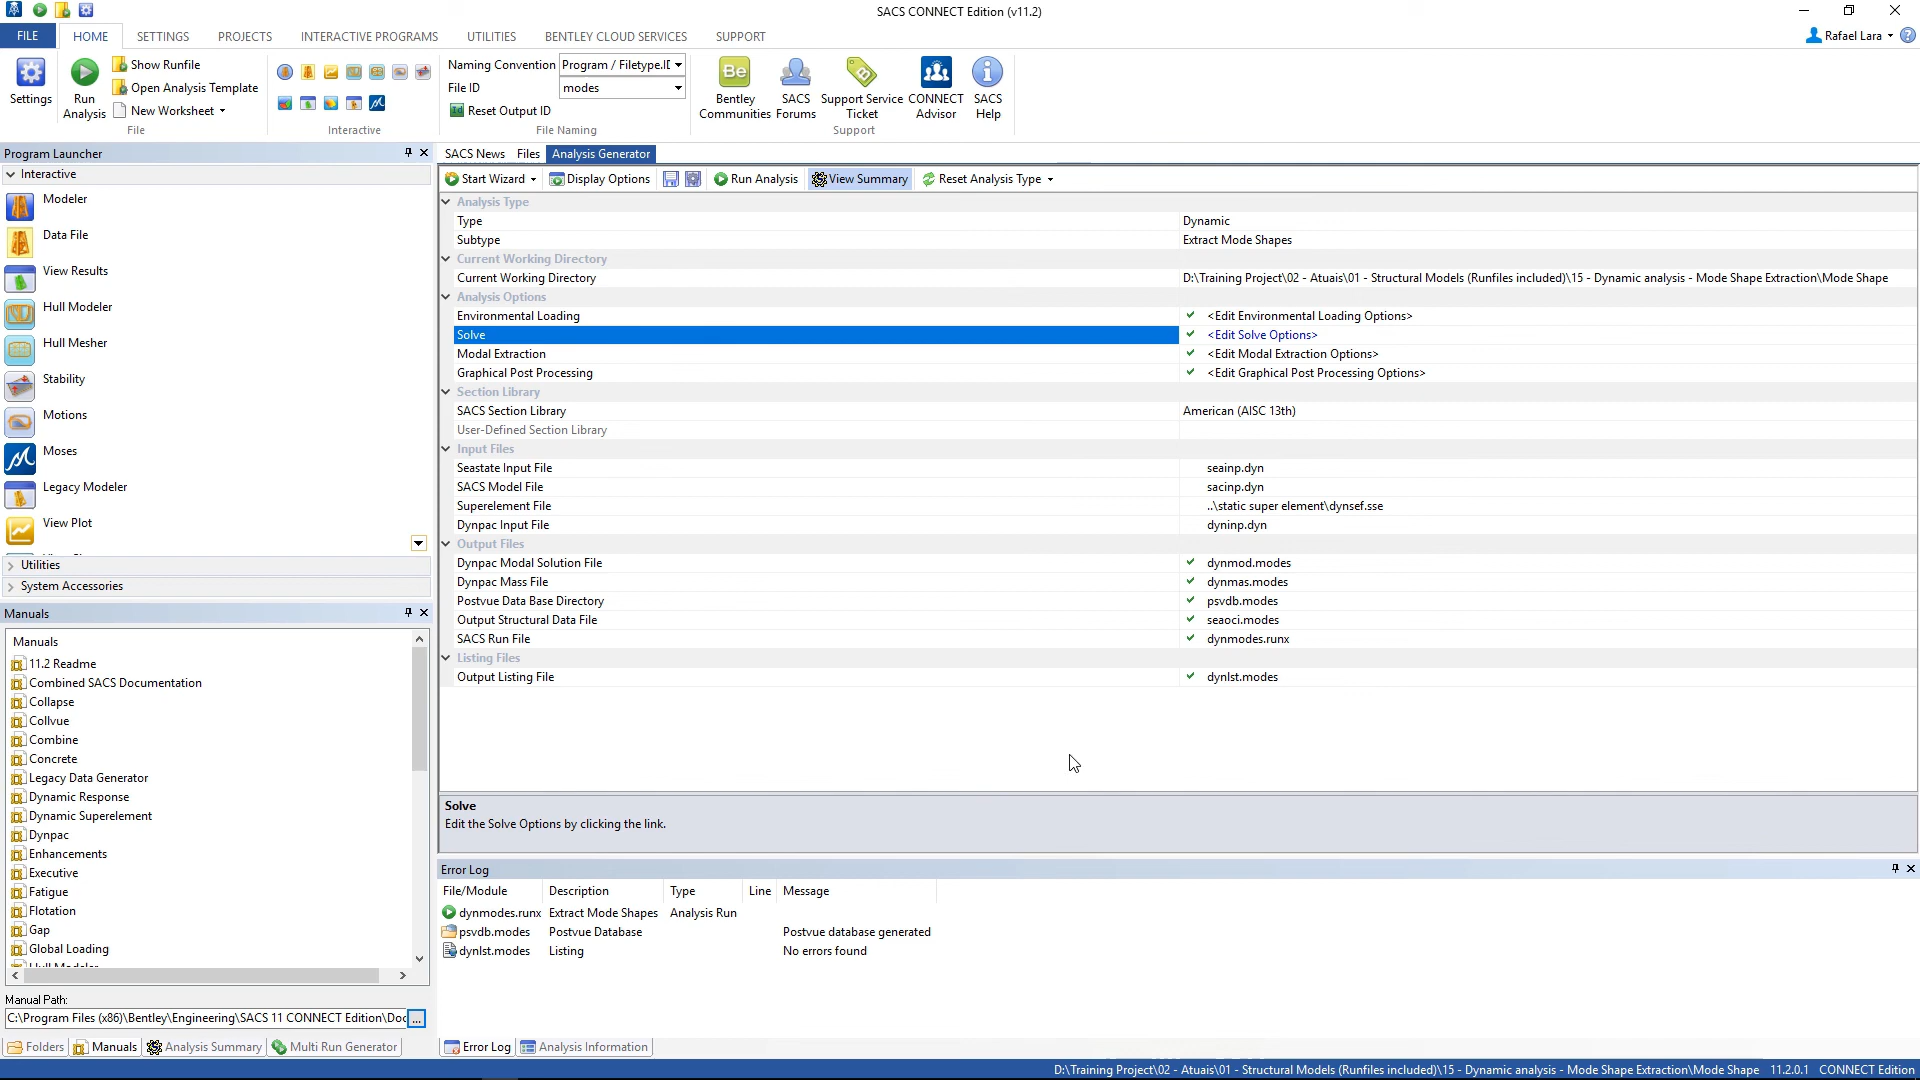 SACS CONNECT Edition (v11.2)
FILE HOME SETTINGS PROJECTS INTERACTIVE PROGRAMS UTILITIES BENTLEY CLOUD SERVICES SUPPORT Rafael Lara
Settings
Run Analysis
Show Runfile
Open Analysis Template
New Worksheet
File
Interactive
Naming Convention Program / Filetype.IC
File ID modes
Reset Output ID
File Naming
Be
Bentley Communities
SACS Forums
Support Service Ticket
CONNECT Advisor
SACS Help
Support
Program Launcher
Interactive
Modeler
Data File
View Results
Hull Modeler
Hull Mesher
Stability
Motions
Moses
Legacy Modeler
View Plot
Utilities
System Accessories
Manuals
Manuals
11.2 Readme
Combined SACS Documentation
Collapse
Collvue
Combine
Concrete
Legacy Data Generator
Dynamic Response
Dynamic Superelement
Dynpac
Enhancements
Executive
Fatigue
Flotation
Gap
Global Loading
Manual Path:
C:\Program Files (x86)\Bentley\Engineering\SACS 11 CONNECT Edition\Doc ...
Folders Manuals Analysis Summary Multi Run Generator
SACS News Files Analysis Generator
Start Wizard Display Options Run Analysis View Summary Reset Analysis Type
Analysis Type
Type Dynamic
Subtype Extract Mode Shapes
Current Working Directory
Current Working Directory D:\Training Project\02 - Atuais\01 - Structural Models (Runfiles included)\15 - Dynamic analysis - Mode Shape Extraction\Mode Shape
Analysis Options
Environmental Loading <Edit Environmental Loading Options>
Solve <Edit Solve Options>
Modal Extraction <Edit Modal Extraction Options>
Graphical Post Processing <Edit Graphical Post Processing Options>
Section Library
SACS Section Library American (AISC 13th)
User-Defined Section Library
Input Files
Seastate Input File seainp.dyn
SACS Model File sacinp.dyn
Superelement File ..\static super element\dynsef.sse
Dynpac Input File dyninp.dyn
Output Files
Dynpac Modal Solution File dynmod.modes
Dynpac Mass File dynmas.modes
Postvue Data Base Directory psvdb.modes
Output Structural Data File seaoci.modes
SACS Run File dynmodes.runx
Listing Files
Output Listing File dynlst.modes
Solve
Edit the Solve Options by clicking the link.
Error Log
File/Module Description Type Line Message
dynmodes.runx Extract Mode Shapes Analysis Run
psvdb.modes Postvue Database Postvue database generated
dynlst.modes Listing No errors found
Error Log Analysis Information
D:\Training Project\02 - Atuais\01 - Structural Models (Runfiles included)\15 - Dynamic analysis - Mode Shape Extraction\Mode Shape 11.2.0.1 CONNECT Edition